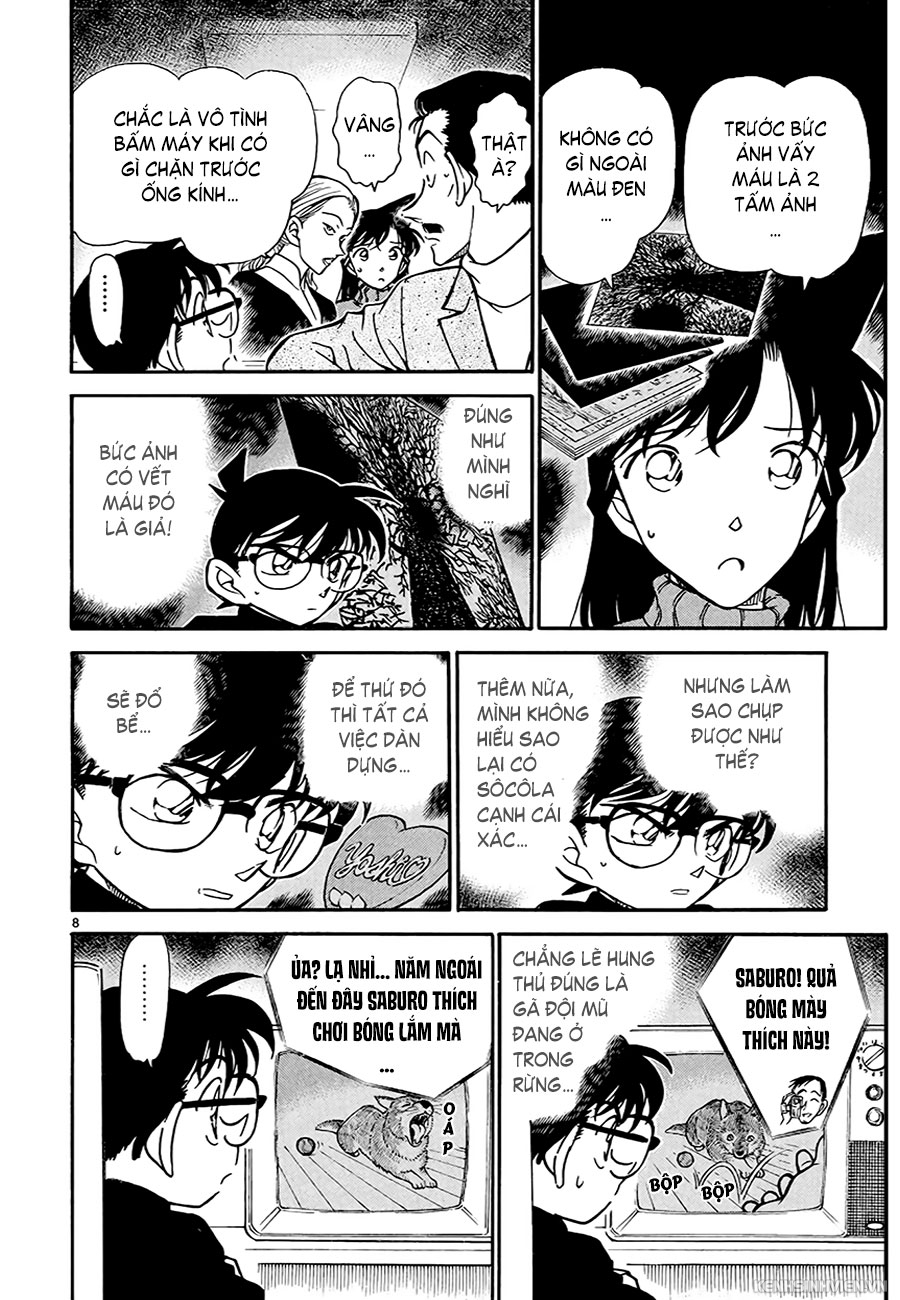 TRƯỚC BỨC
ẢNH VẤY
MÁU LÀ 2
TẤM ẢNH
...
KHÔNG CÓ
GÌ NGOÀI
MÀU ĐEN
...
THẬT
À?
VÂNG
...
CHẮC LÀ VÔ TÌNH
BẤM MÁY KHI CÓ
GÌ CHẶN TRƯỚC
ỐNG KÍNH...
........
ĐÚNG
NHƯ
MÌNH
NGHĨ
...
BỨC ẢNH
CÓ VẾT
MÁU ĐÓ
LÀ GIẢ!
NHƯNG LÀM
SAO CHỤP
ĐƯỢC NHƯ
THẾ?
THÊM NỮA,
MÌNH KHÔNG
HIỂU SAO
LẠI CÓ
SÔCÔLA
CẠNH CÁI
XÁC...
ĐỂ THỨ ĐÓ
THÌ TẤT CẢ
VIỆC DÀN
DỰNG...
SẼ ĐỔ
BỂ...
Yoshio
8
SABURO! QUẢ
BÓNG MÀY
THÍCH NÀY!
CHẲNG LẼ HUNG
THỦ ĐÚNG LÀ
GÃ ĐỘI MŨ
ĐANG Ở
TRONG
RỪNG...
BỘP
BỘP
ỦA? LẠ NHỈ... NĂM NGOÁI
ĐẾN ĐÂY SABURO THÍCH
CHƠI BÓNG LẮM MÀ
...
OÁP
........
KENHSINHVIEN.VN